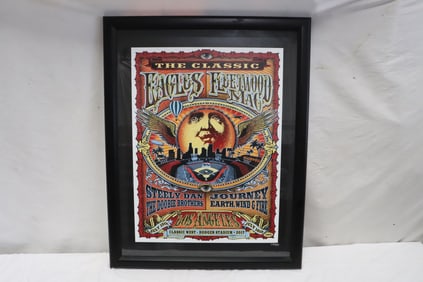 THE CLASSIC
EAGLES FLEETWOOD MAC
STEELY DAN JOURNEY
THE DOOBIE BROTHERS EARTH, WIND & FIRE
LOS ANGELES
CLASSIC WEST · DODGER STADIUM · 2017